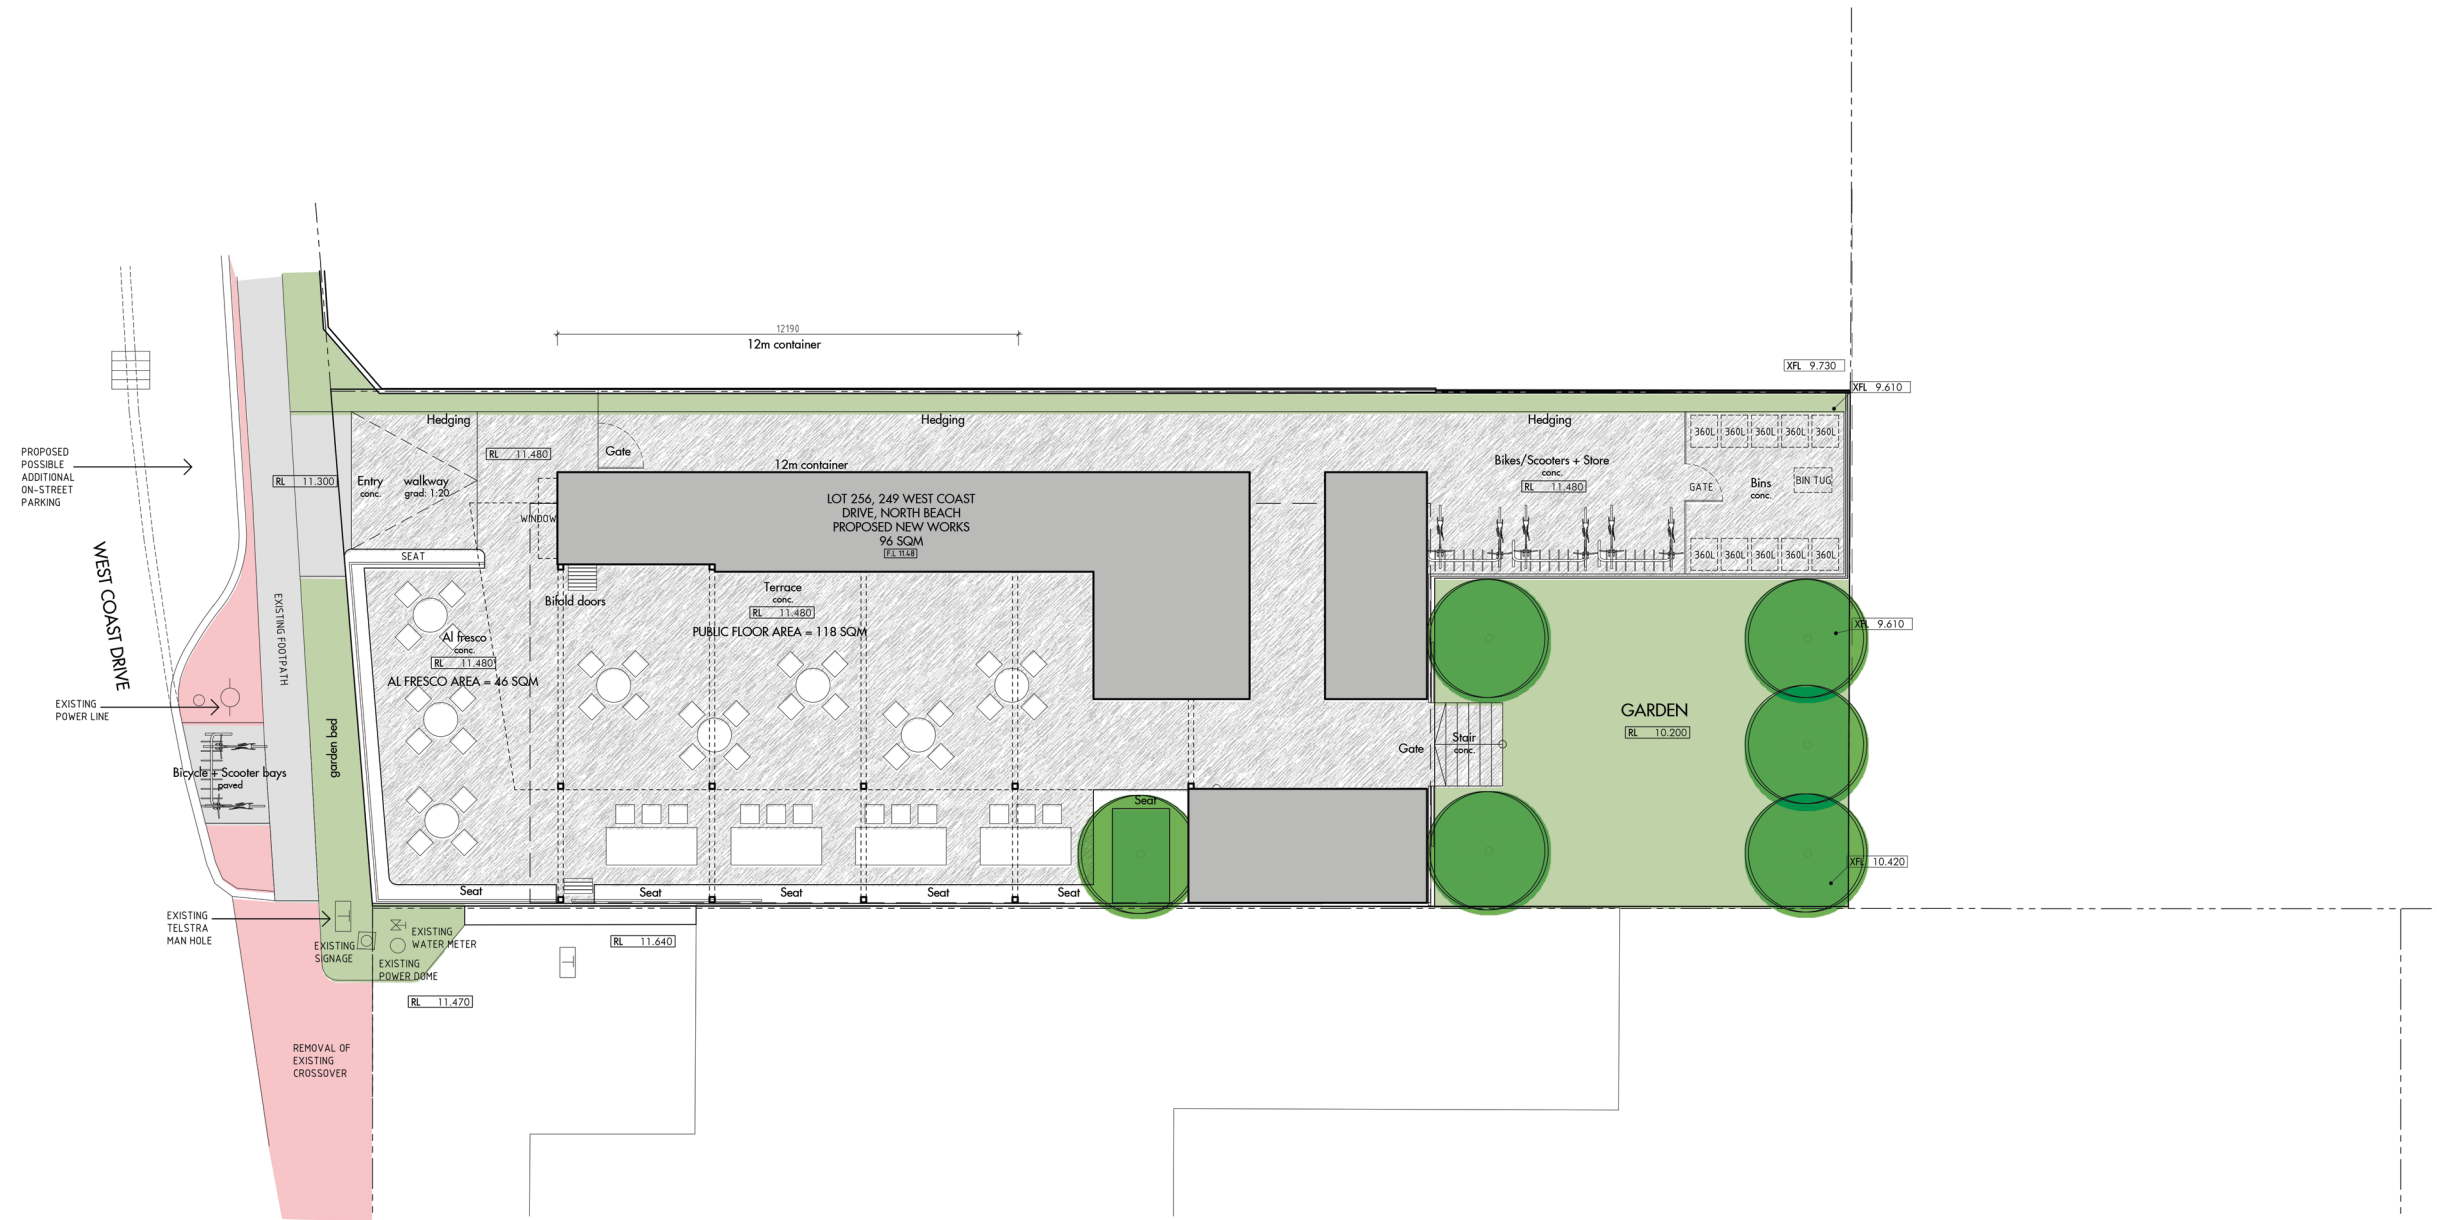 12190
12m container
XFL 9.730
XFL 9.610
Hedging
Hedging
Hedging
RL 11.480
Gate
12m container
360L 360L 360L 360L 360L
PROPOSED
POSSIBLE
ADDITIONAL
ON-STREET
PARKING
RL 11.300
Entry
conc.
walkway
grad: 1:20
Bikes/Scooters + Store
conc.
RL 11.480
GATE
Bins
conc.
BIN TUG
WINDOW
LOT 256, 249 WEST COAST
DRIVE, NORTH BEACH
PROPOSED NEW WORKS
96 SQM
F.L 11.48
SEAT
360L 360L 360L 360L 360L
WEST COAST DRIVE
EXISTING FOOTPATH
Bifold doors
Terrace
conc.
RL 11.480
PUBLIC FLOOR AREA = 118 SQM
Al fresco
conc.
RL 11.480
AL FRESCO AREA = 46 SQM
XFL 9.610
EXISTING
POWER LINE
garden bed
GARDEN
RL 10.200
Gate
Stair
conc.
Bicycle + Scooter bays
paved
Seat
XFL 10.420
Seat
Seat
Seat
Seat
Seat
EXISTING
TELSTRA
MAN HOLE
EXISTING
SIGNAGE
EXISTING
WATER METER
EXISTING
POWER DOME
RL 11.640
RL 11.470
REMOVAL OF
EXISTING
CROSSOVER